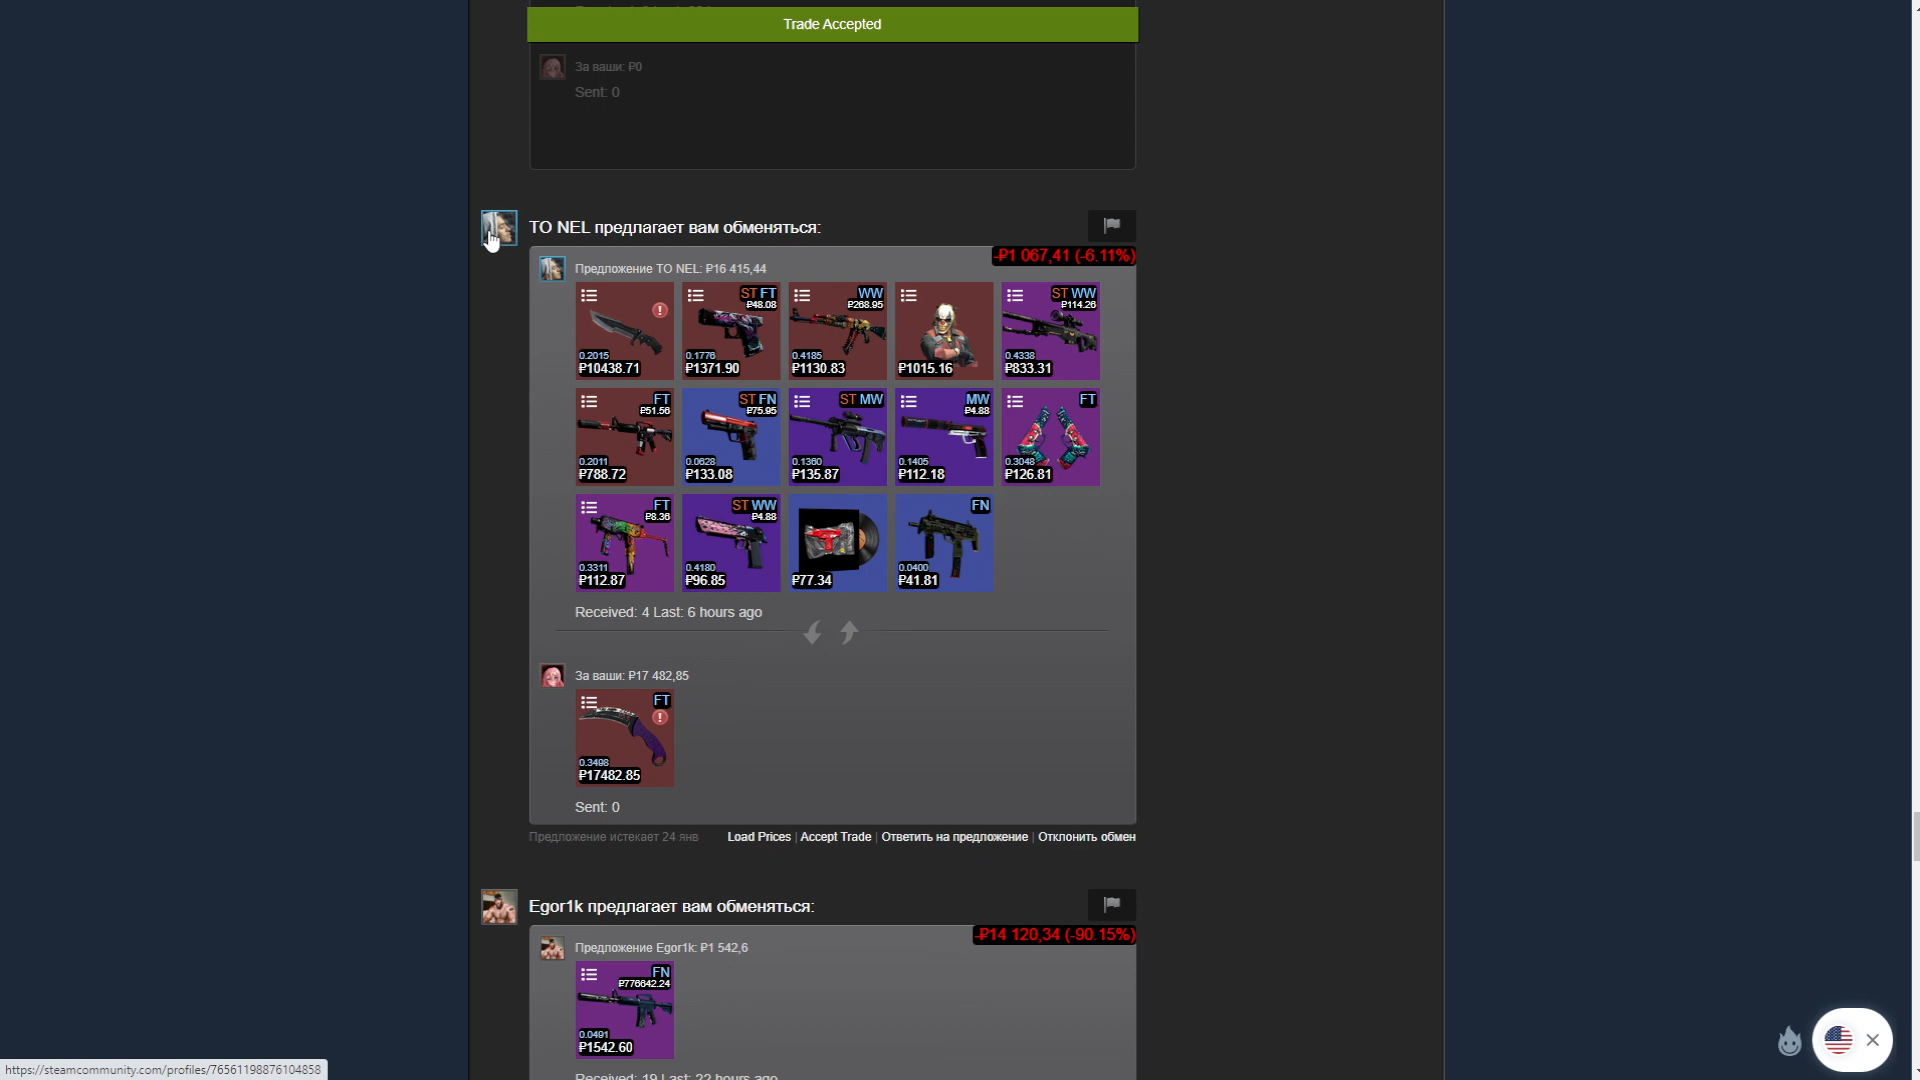 Trade Accepted
За ваши: ₽0
Sent: 0
TO NEL предлагает вам обменяться:
-₽1 067,41 (-6.11%)
Предложение TO NEL: ₽16 415,44
0.2015
₽10438.71
ST FT
₽48.08
0.1776
₽1371.90
WW
₽268.95
0.4185
₽1130.83
₽1015.16
ST WW
₽114.26
0.4338
₽833.31
FT
₽51.56
0.2011
₽788.72
ST FN
₽75.95
0.0628
₽133.08
ST MW
0.1360
₽135.87
MW
₽4.88
0.1405
₽112.18
FT
0.3048
₽126.81
FT
₽8.36
0.3311
₽112.87
ST WW
₽4.88
0.4180
₽96.85
₽77.34
FN
0.0400
₽41.81
Received: 4 Last: 6 hours ago
За ваши: ₽17 482,85
FT
0.3498
₽17482.85
Sent: 0
Предложение истекает 24 янв
Load Prices | Accept Trade | Ответить на предложение | Отклонить обмен
Egor1k предлагает вам обменяться:
-₽14 120,34 (-90.15%)
Предложение Egor1k: ₽1 542,6
FN
₽776642.24
0.0491
₽1542.60
Received: 19 Last: 22 hours ago
https://steamcommunity.com/profiles/76561198876104858